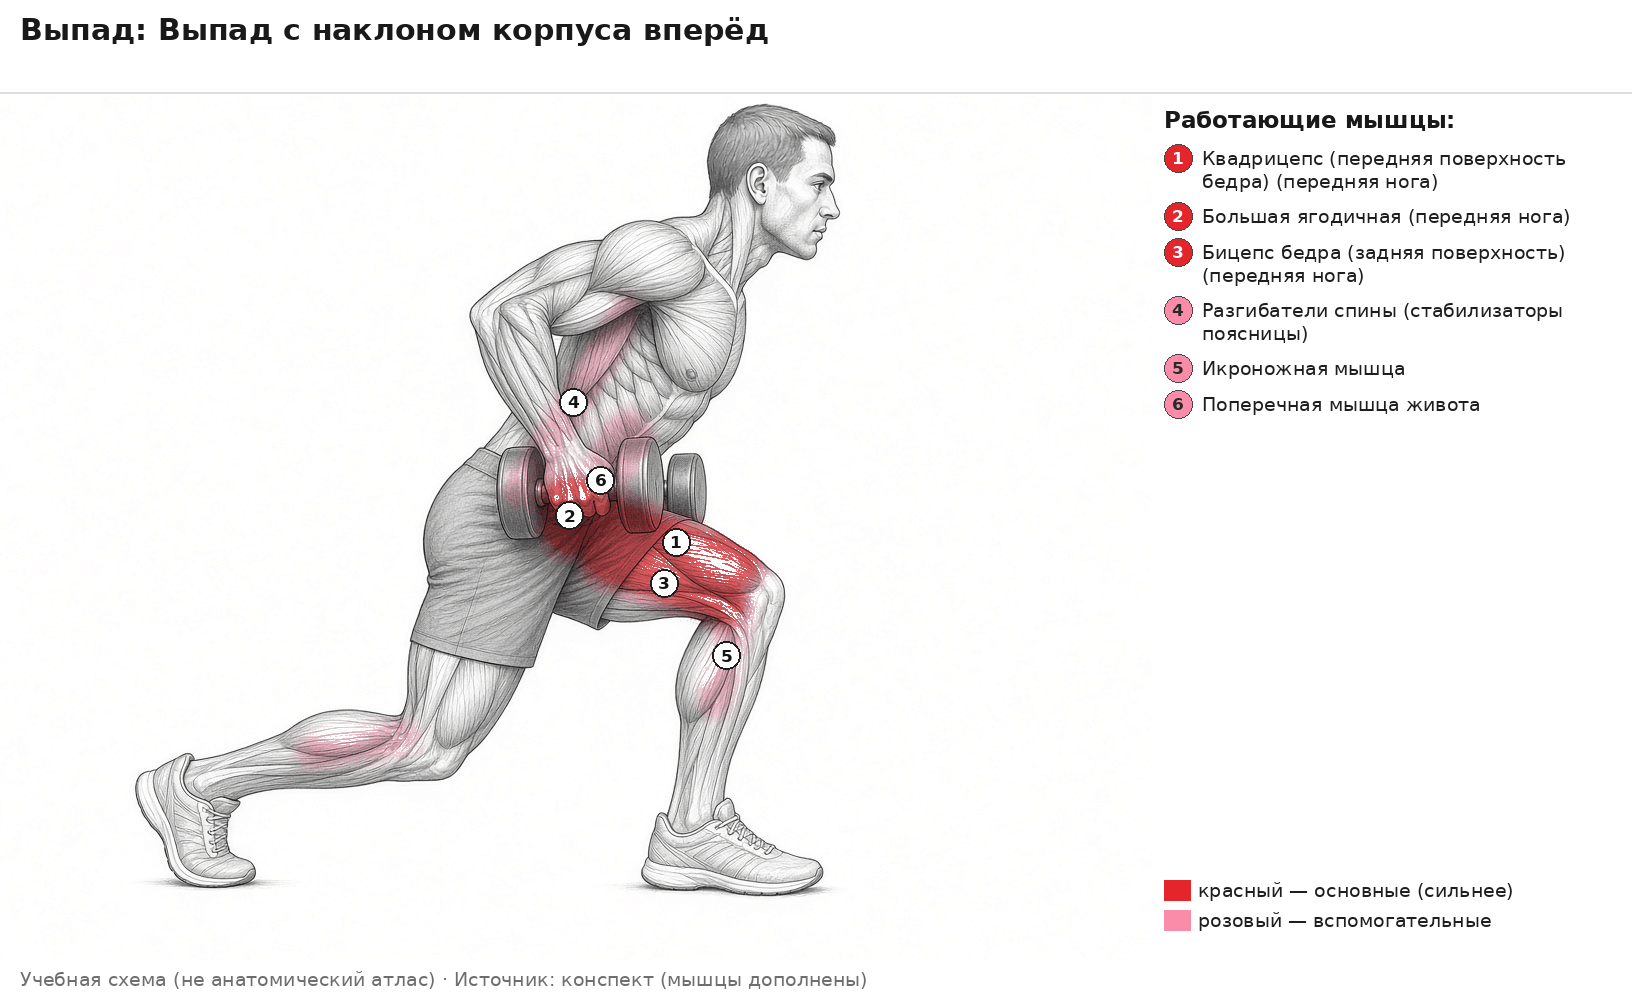 Выпад: Выпад с наклоном корпуса вперёд
Работающие мышцы:
1 Квадрицепс (передняя поверхность
бедра) (передняя нога)
2 Большая ягодичная (передняя нога)
3 Бицепс бедра (задняя поверхность)
(передняя нога)
4 Разгибатели спины (стабилизаторы
поясницы)
5 Икроножная мышца
6 Поперечная мышца живота
4
6
2
1
3
5
красный — основные (сильнее)
розовый — вспомогательные
Учебная схема (не анатомический атлас) · Источник: конспект (мышцы дополнены)